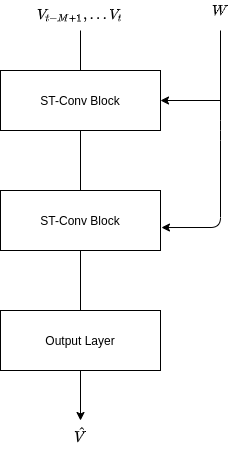 V_{t−M+1}, … V_t
W
ST-Conv Block
ST-Conv Block
Output Layer
V̂